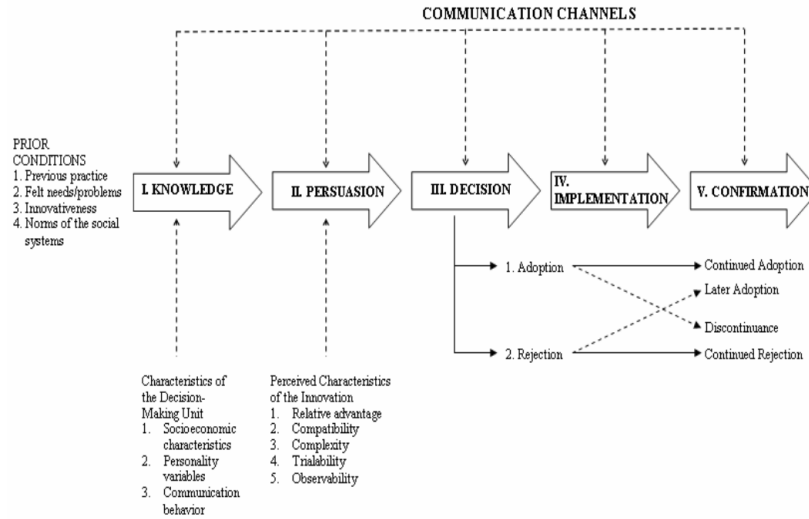 COMMUNICATION CHANNELS
PRIOR
CONDITIONS
1. Previous practice
2. Felt needs/problems
3. Innovativeness
4. Norms of the social
systems
I. KNOWLEDGE
II. PERSUASION
III. DECISION
IV.
IMPLEMENTATION
V. CONFIRMATION
1. Adoption
2. Rejection
Continued Adoption
Later Adoption
Discontinuance
Continued Rejection
Characteristics of
the Decision-
Making Unit
1. Socioeconomic
characteristics
2. Personality
variables
3. Communication
behavior
Perceived Characteristics
of the Innovation
1. Relative advantage
2. Compatibility
3. Complexity
4. Trialability
5. Observability